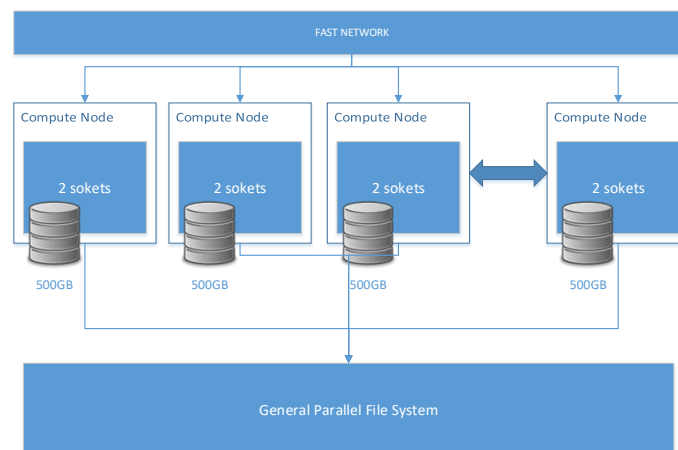 FAST NETWORK
Compute Node
Compute Node
Compute Node
Compute Node
2 sokets
2 sokets
2 sokets
2 sokets
500GB
500GB
500GB
500GB
General Parallel File System